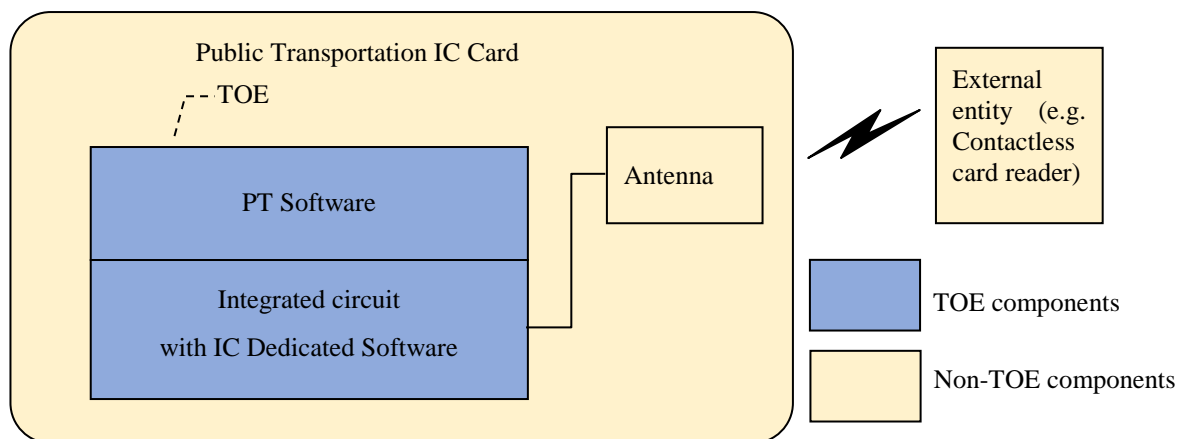 Public Transportation IC Card
TOE
PT Software
Integrated circuit
with IC Dedicated Software
Antenna
External
entity (e.g.
Contactless
card reader)
TOE components
Non-TOE components